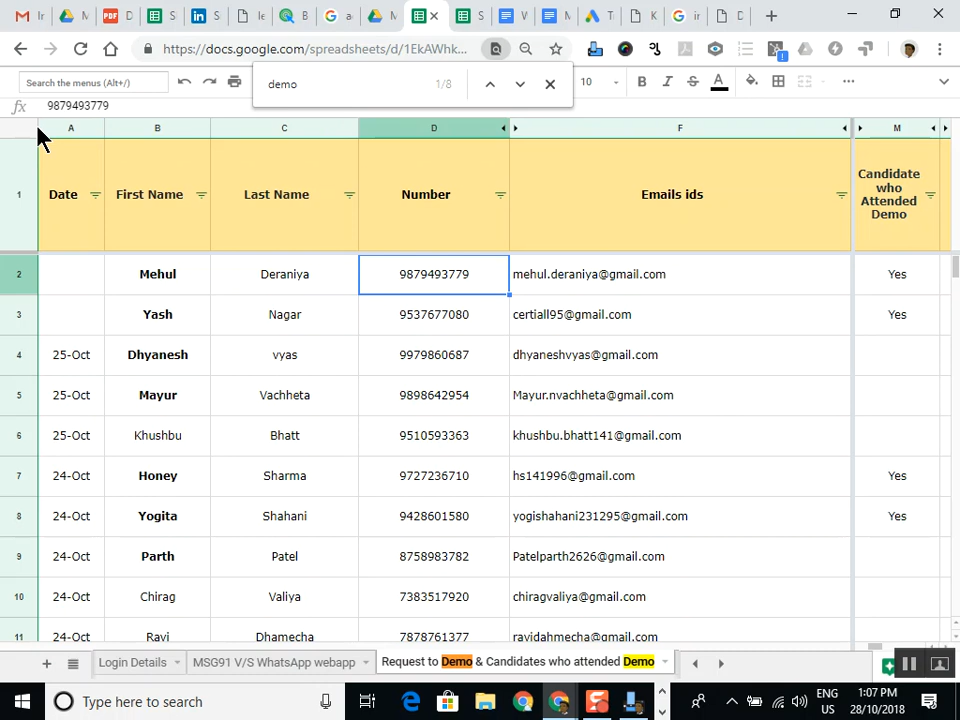 demo 1/8
https://docs.google.com/spreadsheets/d/1EkAWhk...
Search the menus (Alt+/)
10 B I S A
fx 9879493779
A B C D F M
1 Date First Name Last Name Number Emails ids Candidate who Attended Demo
2 Mehul Deraniya 9879493779 mehul.deraniya@gmail.com Yes
3 Yash Nagar 9537677080 certiall95@gmail.com Yes
4 25-Oct Dhyanesh vyas 9979860687 dhyaneshvyas@gmail.com
5 25-Oct Mayur Vachheta 9898642954 Mayur.nvachheta@gmail.com
6 25-Oct Khushbu Bhatt 9510593363 khushbu.bhatt141@gmail.com
7 24-Oct Honey Sharma 9727236710 hs141996@gmail.com Yes
8 24-Oct Yogita Shahani 9428601580 yogishahani231295@gmail.com Yes
9 24-Oct Parth Patel 8758983782 Patelparth2626@gmail.com
10 24-Oct Chirag Valiya 7383517920 chiragvaliya@gmail.com
11 24-Oct Ravi Dhamecha 7878761377 ravidahmecha@gmail.com
Login Details MSG91 V/S WhatsApp webapp Request to Demo & Candidates who attended Demo
Type here to search
ENG US
1:07 PM
28/10/2018